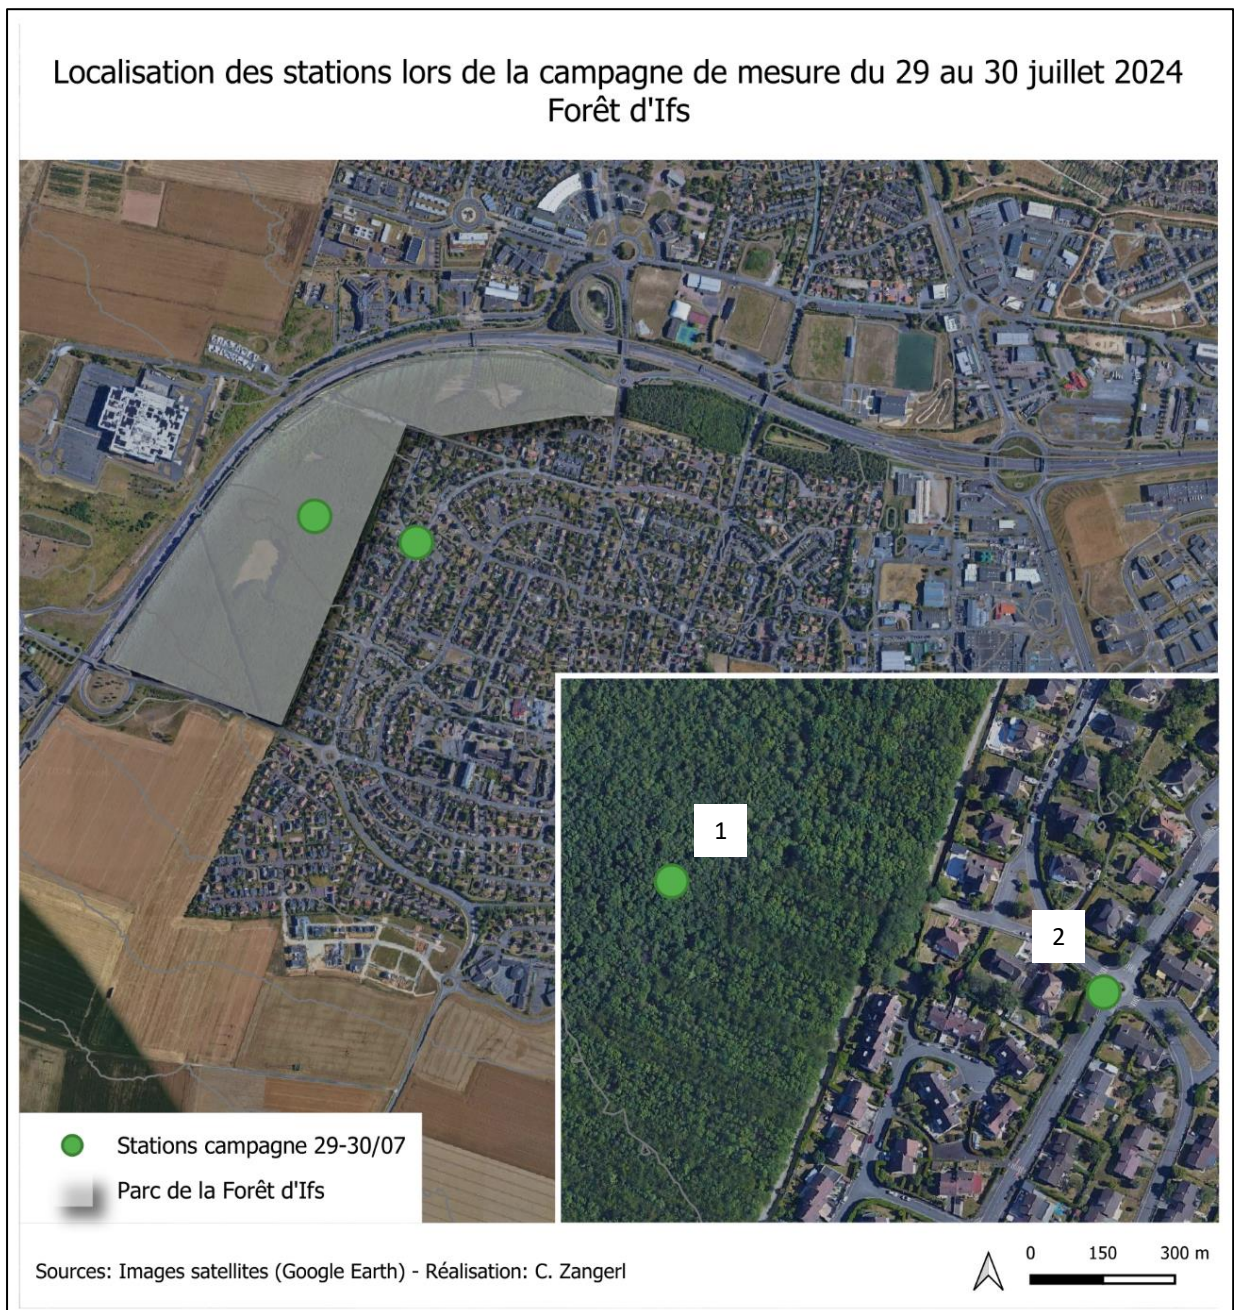 Localisation des stations lors de la campagne de mesure du 29 au 30 juillet 2024
Forêt d'Ifs
1
2
Stations campagne 29-30/07
Parc de la Forêt d'Ifs
Sources: Images satellites (Google Earth) - Réalisation: C. Zangerl
0 150 300 m